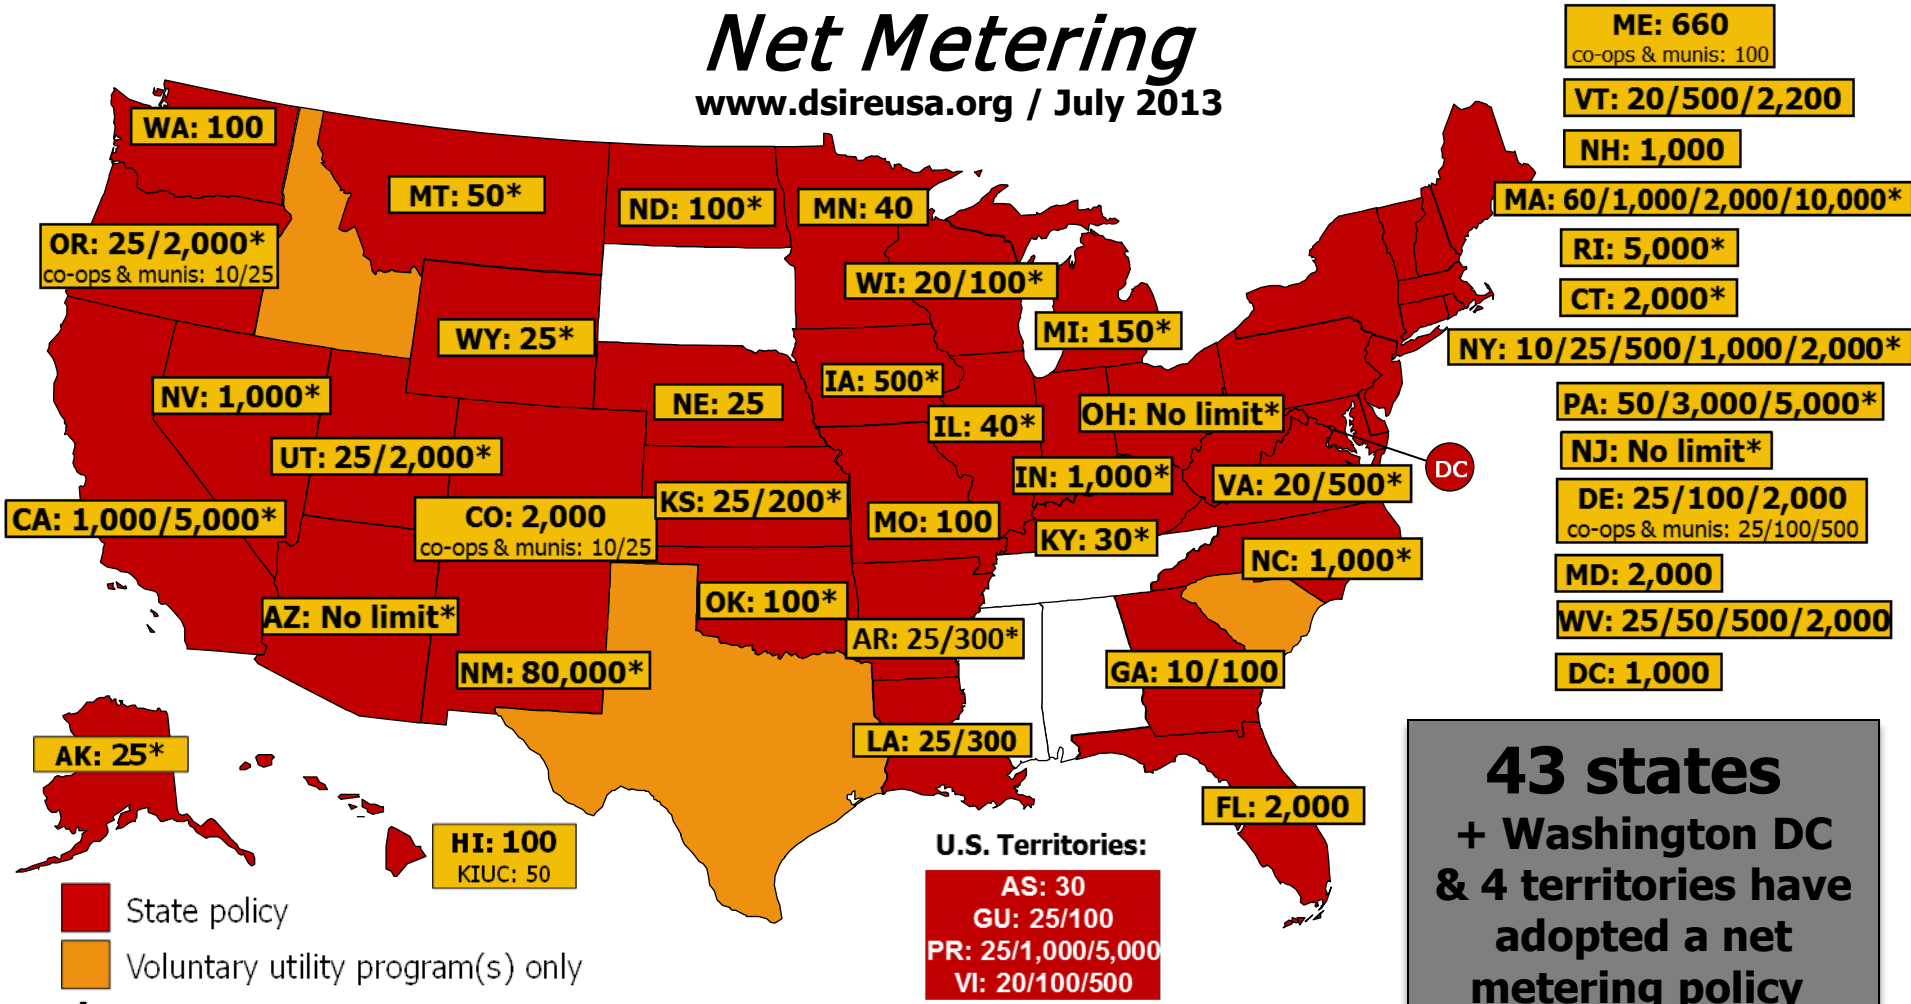 Net Metering
www.dsireusa.org / July 2013
ME: 660
co-ops & munis: 100
VT: 20/500/2,200
NH: 1,000
MA: 60/1,000/2,000/10,000*
RI: 5,000*
CT: 2,000*
NY: 10/25/500/1,000/2,000*
PA: 50/3,000/5,000*
NJ: No limit*
DE: 25/100/2,000
co-ops & munis: 25/100/500
MD: 2,000
WV: 25/50/500/2,000
DC: 1,000
WA: 100
MT: 50*
ND: 100*
MN: 40
OR: 25/2,000*
co-ops & munis: 10/25
WI: 20/100*
WY: 25*
MI: 150*
NV: 1,000*
NE: 25
IA: 500*
IL: 40*
OH: No limit*
UT: 25/2,000*
IN: 1,000*
VA: 20/500*
DC
CA: 1,000/5,000*
CO: 2,000
co-ops & munis: 10/25
KS: 25/200*
MO: 100
KY: 30*
NC: 1,000*
AZ: No limit*
OK: 100*
AR: 25/300*
NM: 80,000*
GA: 10/100
AK: 25*
LA: 25/300
FL: 2,000
HI: 100
KIUC: 50
State policy
Voluntary utility program(s) only
U.S. Territories:
AS: 30
GU: 25/100
PR: 25/1,000/5,000
VI: 20/100/500
43 states
+ Washington DC
& 4 territories have
adopted a net
metering policy